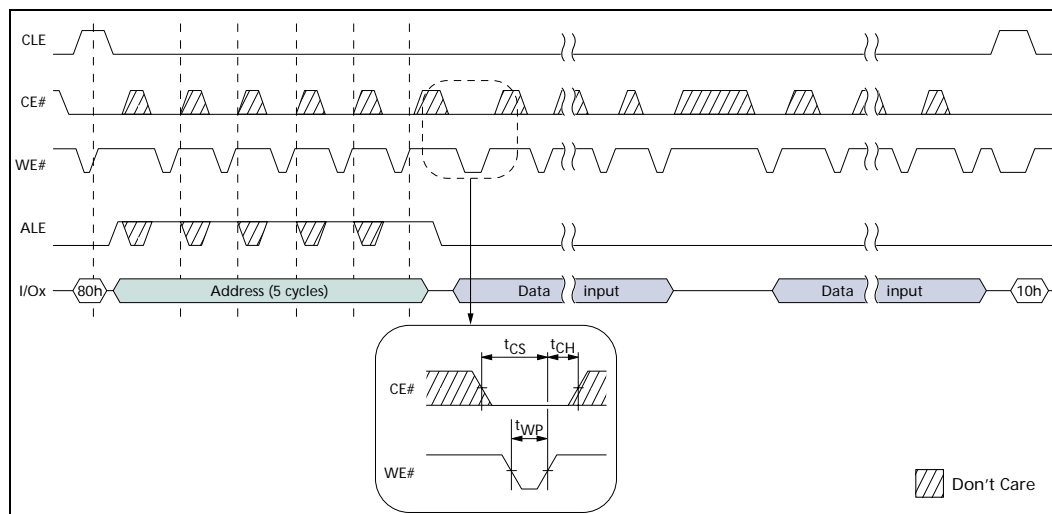 CLE
CE#
WE#
ALE
I/Ox
80h
Address (5 cycles)
Data input
Data input
10h
tCS
tCH
CE#
tWP
WE#
Don't Care